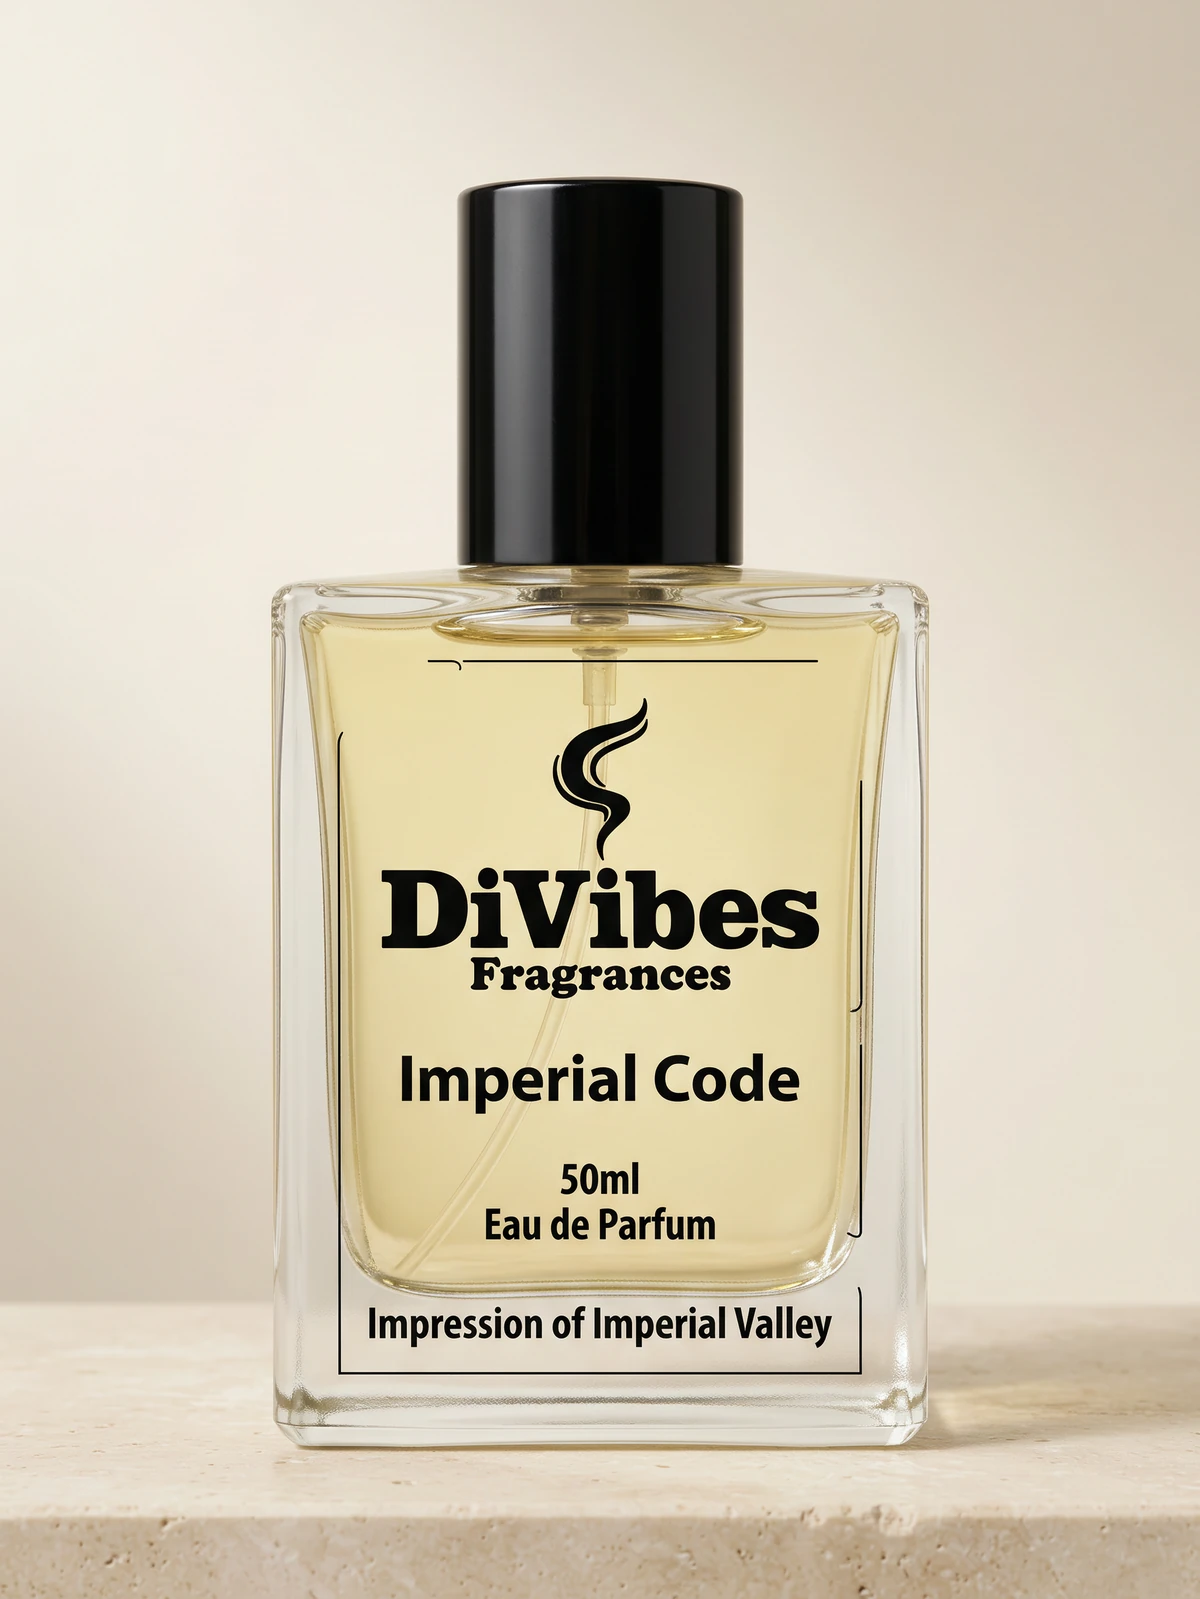 DiVibes
Fragrances
Imperial Code
50ml
Eau de Parfum
Impression of Imperial Valley